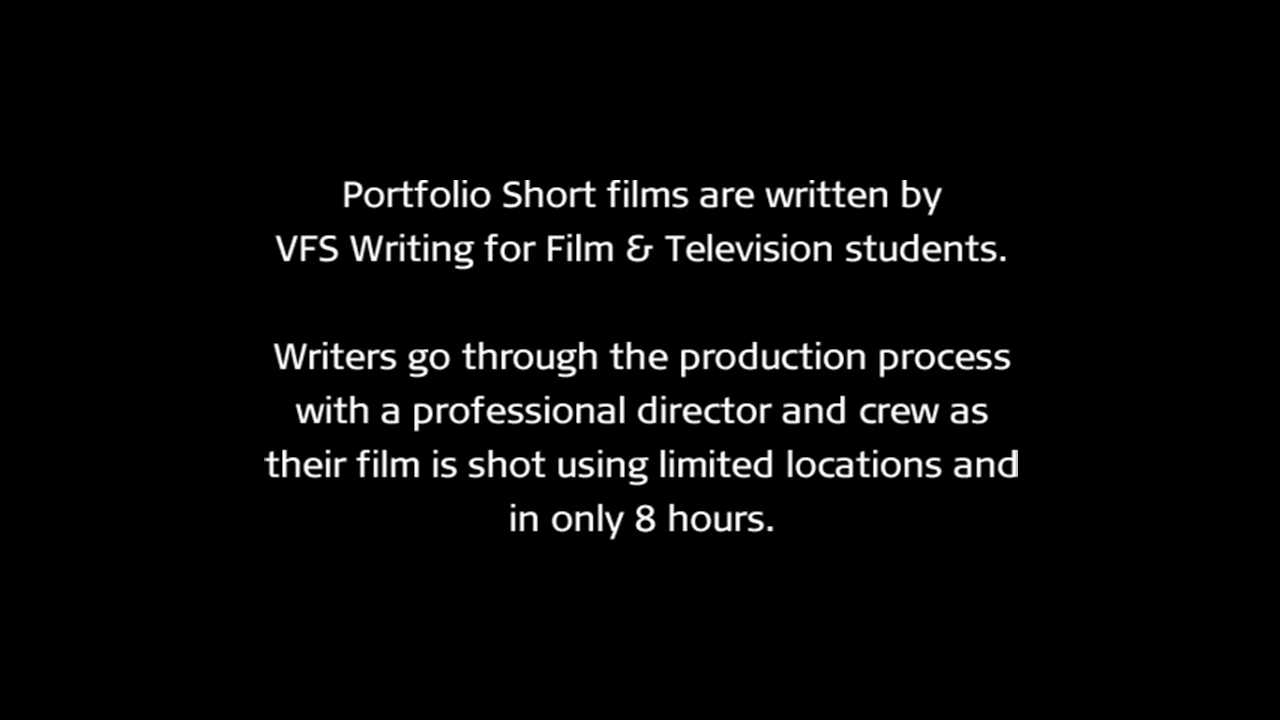 Portfolio Short films are written by
VFS Writing for Film & Television students.
Writers go through the production process
with a professional director and crew as
their film is shot using limited locations and
in only 8 hours.